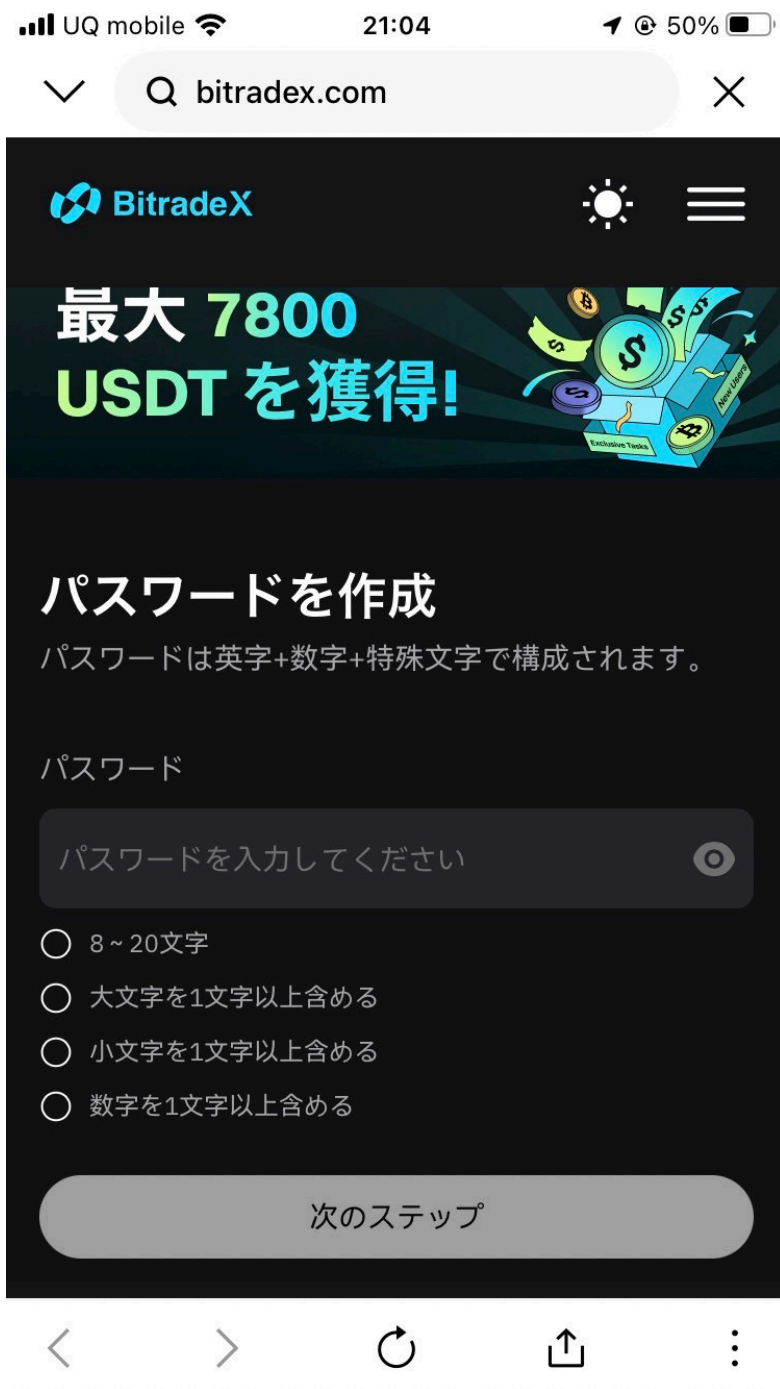 UQ mobile 21:04 50%
bitradex.com
BitradeX
最大 7800
USDT を獲得!
New Users
Exclusive Tasks
パスワードを作成
パスワードは英字+数字+特殊文字で構成されます。
パスワード
パスワードを入力してください
8~20文字
大文字を1文字以上含める
小文字を1文字以上含める
数字を1文字以上含める
次のステップ